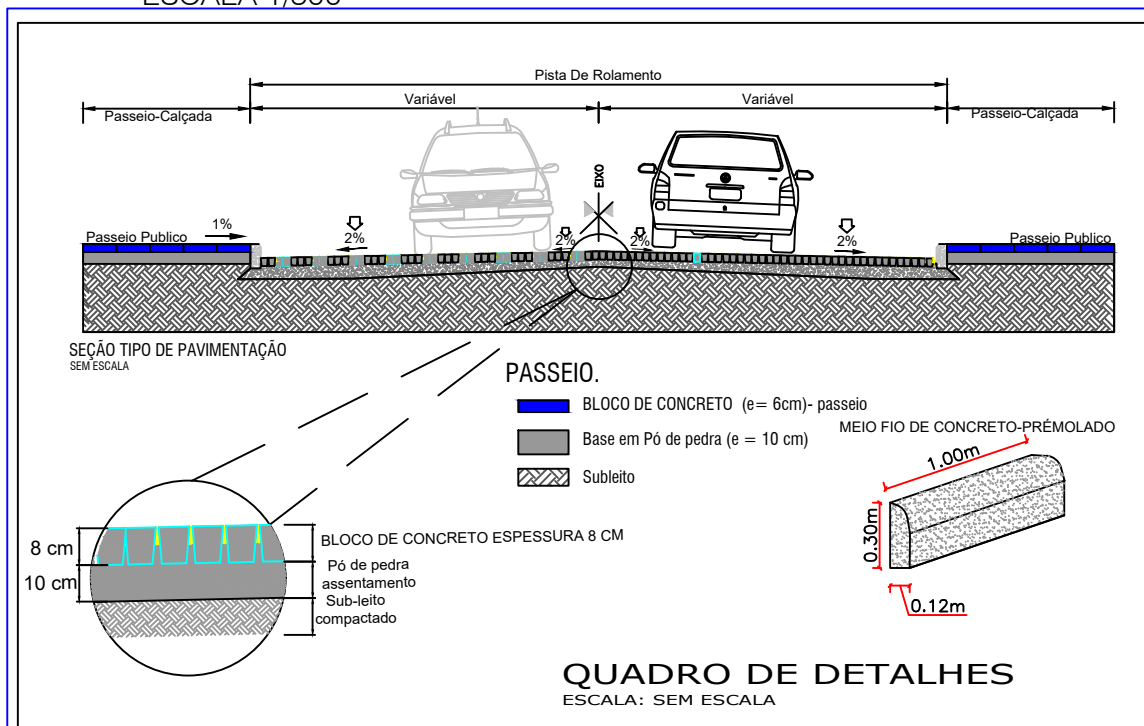 Pista De Rolamento
Variável
Variável
Passeio-Calçada
Passeio-Calçada
EIXO
1%
Passeio Publico
2%
2%
2%
2%
Passeio Publico
SEÇÃO TIPO DE PAVIMENTAÇÃO
SEM ESCALA
PASSEIO.
BLOCO DE CONCRETO (e= 6cm)- passeio
Base em Pó de pedra (e = 10 cm)
Subleito
MEIO FIO DE CONCRETO-PRÉMOLADO
1.00m
0.30m
0.12m
8 cm
10 cm
BLOCO DE CONCRETO ESPESSURA 8 CM
Pó de pedra
assentamento
Sub-leito
compactado
QUADRO DE DETALHES
ESCALA: SEM ESCALA